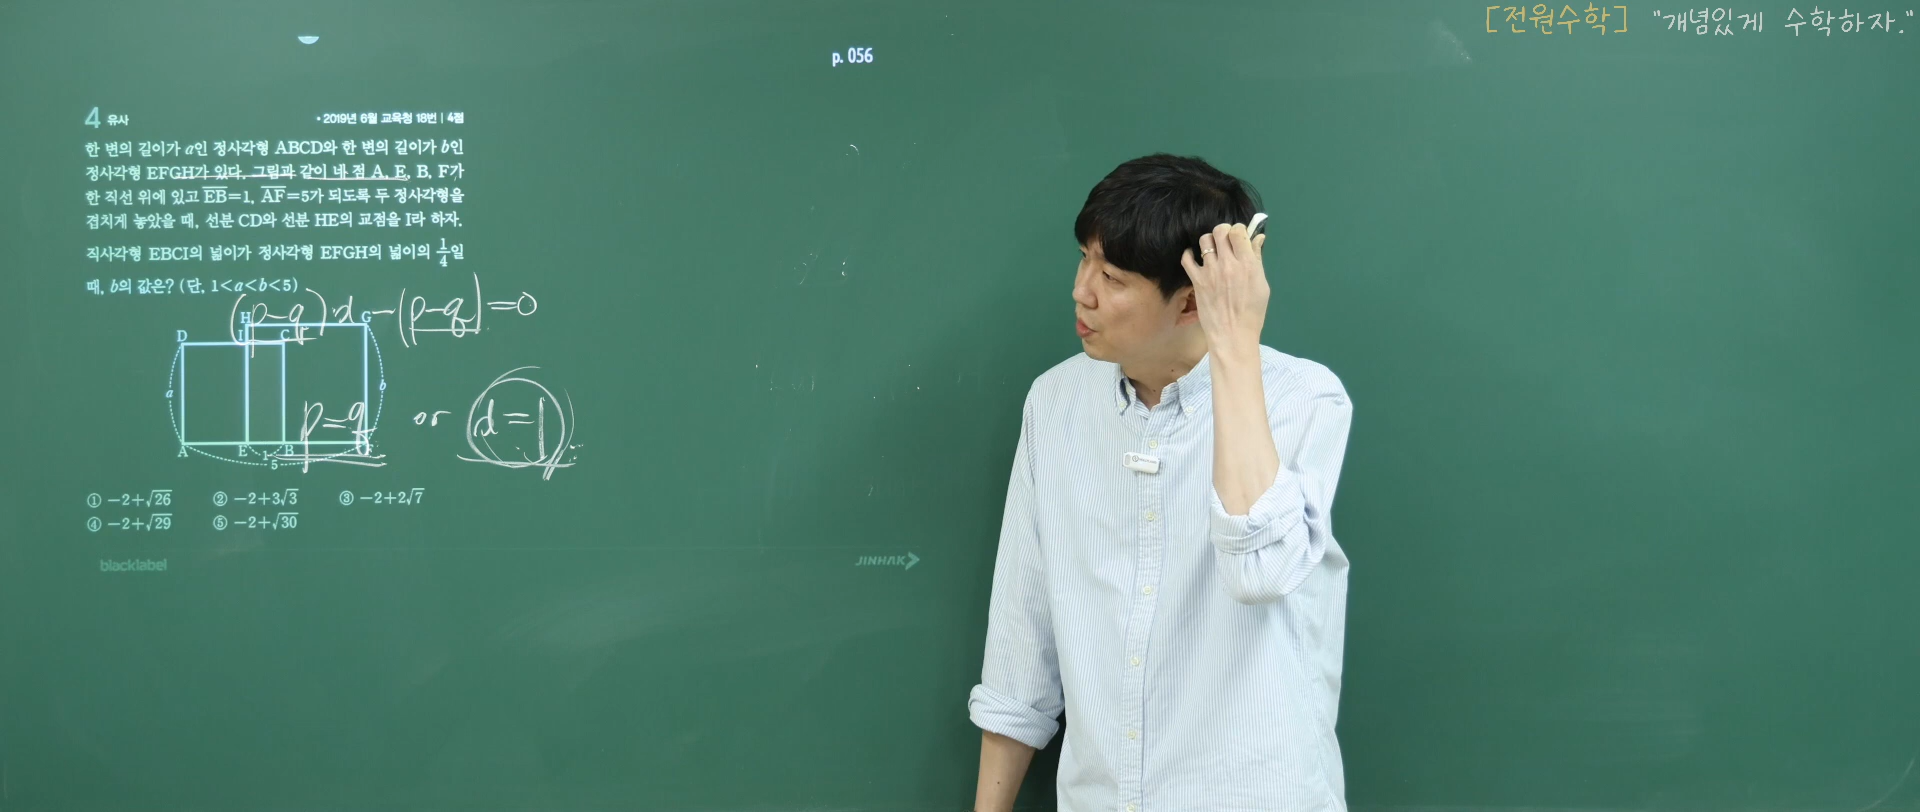 [전원수학] "개념있게 수학하자."
p. 056
4 유사
• 2019년 6월 교육청 18번 | 4점
한 변의 길이가 a인 정사각형 ABCD와 한 변의 길이가 b인
정사각형 EFGH가 있다. 그림과 같이 네 점 A, E, B, F가
한 직선 위에 있고 EB=1, AF=5가 되도록 두 정사각형을
겹치게 놓았을 때, 선분 CD와 선분 HE의 교점을 I라 하자.
직사각형 EBCI의 넓이가 정사각형 EFGH의 넓이의 1/4일
때, b의 값은? (단, 1<a<b<5)
(p-q)d-(p-q)=0
H G
D I C
a b
p=q or d=1
A E B F
1
5
① -2+√26 ② -2+3√3 ③ -2+2√7
④ -2+√29 ⑤ -2+√30
blacklabel
JINHAK